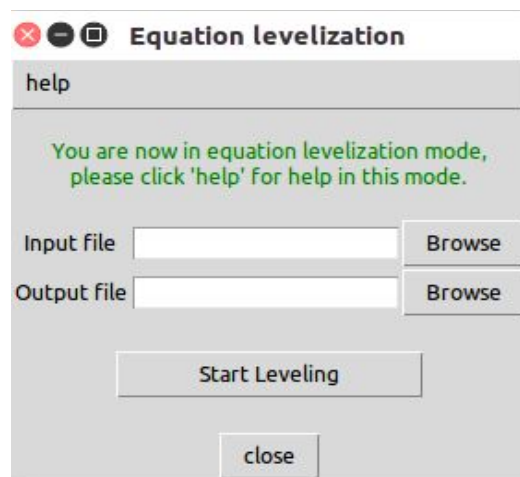 Equation levelization
help
You are now in equation levelization mode,
please click 'help' for help in this mode.
Input file Browse
Output file Browse
Start Leveling
close